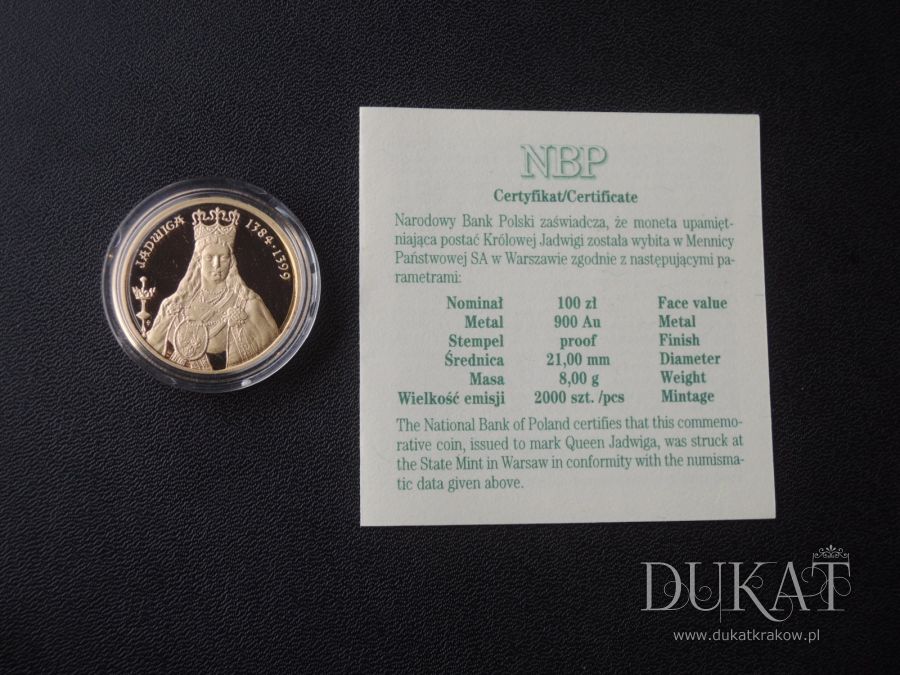 JADWIGA 1384·1399
NBP
Certyfikat/Certificate
Narodowy Bank Polski zaświadcza, że moneta upamięt-
niająca postać Królowej Jadwigi została wybita w Mennicy
Państwowej SA w Warszawie zgodnie z następującymi pa-
rametrami:
Nominał 100 zł Face value
Metal 900 Au Metal
Stempel proof Finish
Średnica 21,00 mm Diameter
Masa 8,00 g Weight
Wielkość emisji 2000 szt. /pcs Mintage
The National Bank of Poland certifies that this commemo-
rative coin, issued to mark Queen Jadwiga, was struck at
the State Mint in Warsaw in conformity with the numisma-
tic data given above.
DUKAT
www.dukatkrakow.pl